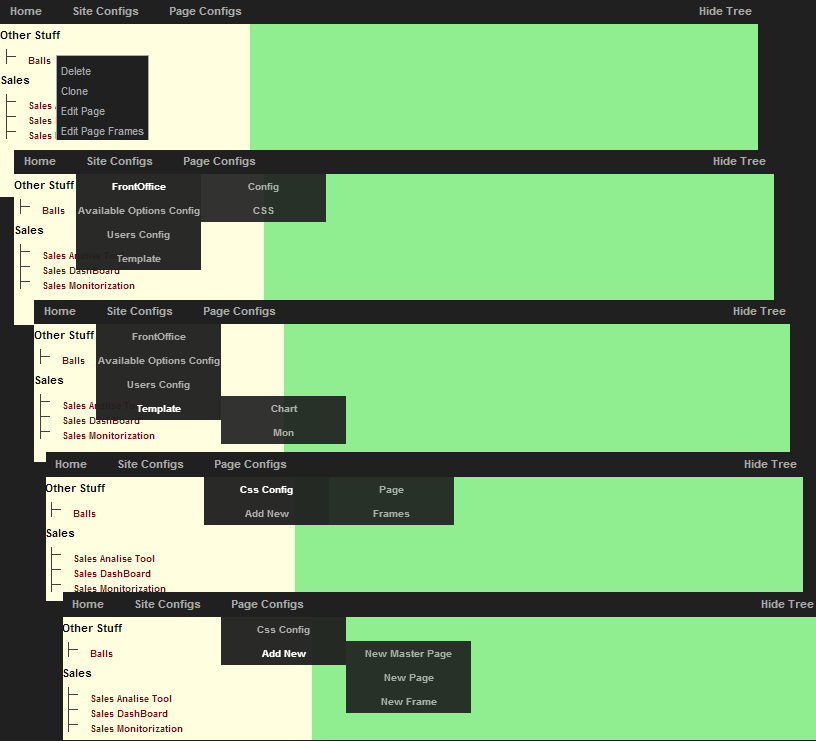 Home Site Configs Page Configs Hide Tree
Other Stuff
Balls
Delete
Sales
Clone
Sales
Edit Page
Sales
Edit Page Frames
Sales
Home Site Configs Page Configs Hide Tree
Other Stuff FrontOffice Config
Balls Available Options Config CSS
Sales Users Config
Sales Analise Template
Sales DashBoard
Sales Monitorization
Home Site Configs Page Configs Hide Tree
Other Stuff FrontOffice
Balls Available Options Config
Sales Users Config
Sales Analise Template Chart
Sales DashBoard
Mon
Sales Monitorization
Home Site Configs Page Configs Hide Tree
Other Stuff Css Config Page
Balls Add New Frames
Sales
Sales Analise Tool
Sales DashBoard
Sales Monitorization
Home Site Configs Page Configs Hide Tree
Other Stuff Css Config
Balls Add New New Master Page
Sales New Page
Sales Analise Tool New Frame
Sales DashBoard
Sales Monitorization